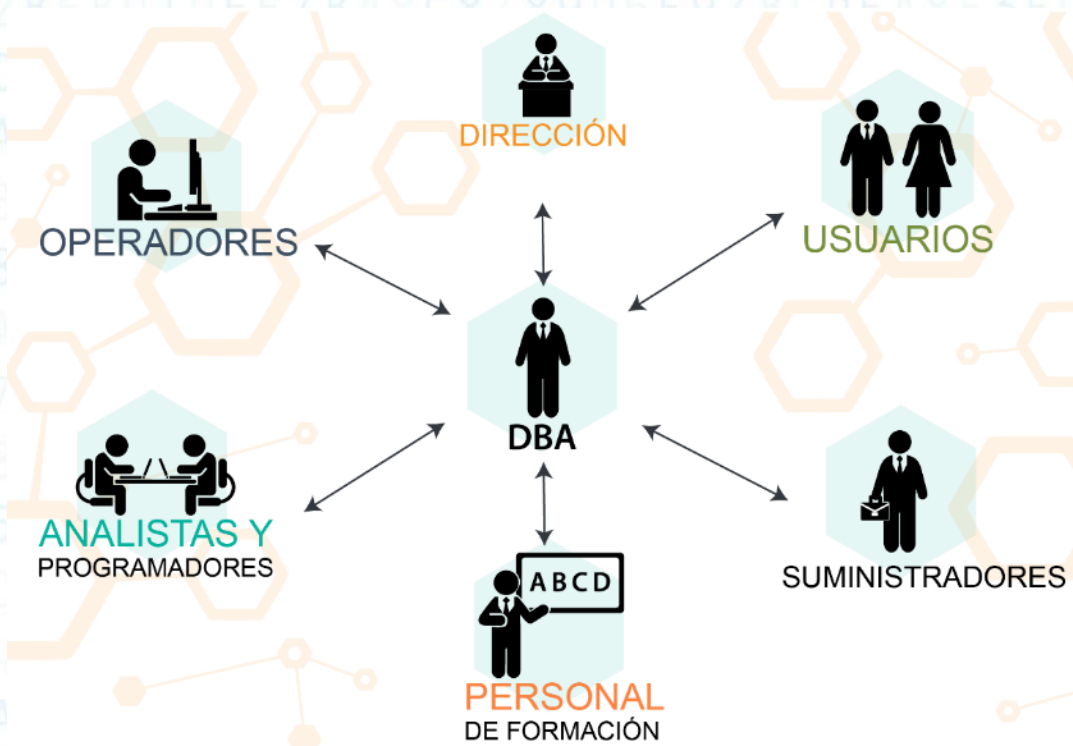 DIRECCIÓN
OPERADORES
USUARIOS
DBA
ANALISTAS Y
PROGRAMADORES
SUMINISTRADORES
ABCD
PERSONAL
DE FORMACIÓN